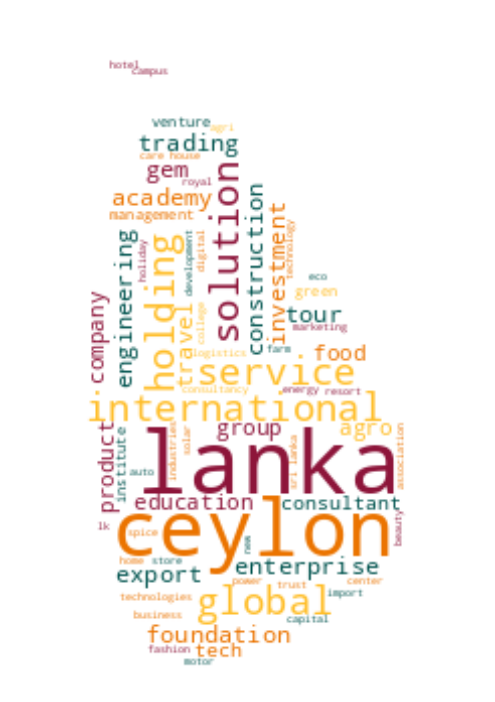 hotel
campus
venture
agri
trading
care house
gem
royal
academy
management
solution
construction
investment
technology
engineering
holiday
holding
development
digital
eco
green
tour
marketing
company
travel
college
logistics
farm
food
service
consultancy
energy
resort
international
product
institute
group
agro
association
industries
solar
lanka
sri lanka
auto
education
consultant
lk
spice
ceylon
new
beauty
home
store
enterprise
export
power
trust
center
technologies
global
import
business
capital
foundation
fashion
tech
motor